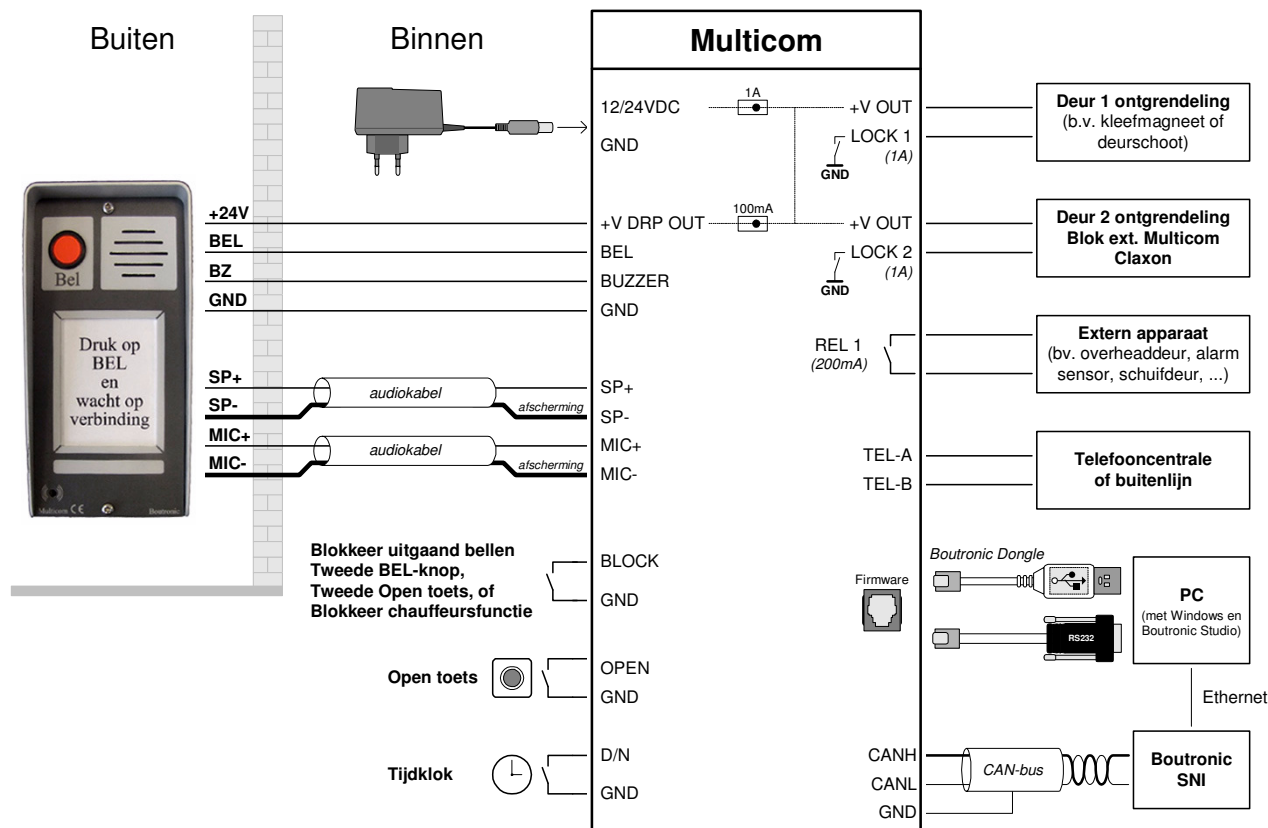 Buiten
Binnen
Multicom
12/24VDC
1A
+V OUT
GND
LOCK 1
(1A)
GND
Deur 1 ontgrendeling
(b.v. kleefmagneet of
deurschoot)
+24V
BEL
BZ
GND
+V DRP OUT
100mA
+V OUT
BEL
LOCK 2
(1A)
BUZZER
GND
GND
Deur 2 ontgrendeling
Blok ext. Multicom
Claxon
Bel
Druk op
BEL
en
wacht op
verbinding
Multicom CE
Boutronic
REL 1
(200mA)
Extern apparaat
(bv. overheaddeur, alarm
sensor, schuifdeur, ...)
SP+
SP-
audiokabel
afscherming
SP+
SP-
MIC+
MIC-
audiokabel
afscherming
MIC+
MIC-
TEL-A
TEL-B
Telefooncentrale
of buitenlijn
Blokkeer uitgaand bellen
Tweede BEL-knop,
Tweede Open toets, of
Blokkeer chauffeursfunctie
BLOCK
GND
Firmware
Boutronic Dongle
RS232
PC
(met Windows en
Boutronic Studio)
Open toets
OPEN
GND
Ethernet
Tijdklok
D/N
GND
CANH
CANL
GND
CAN-bus
Boutronic
SNI